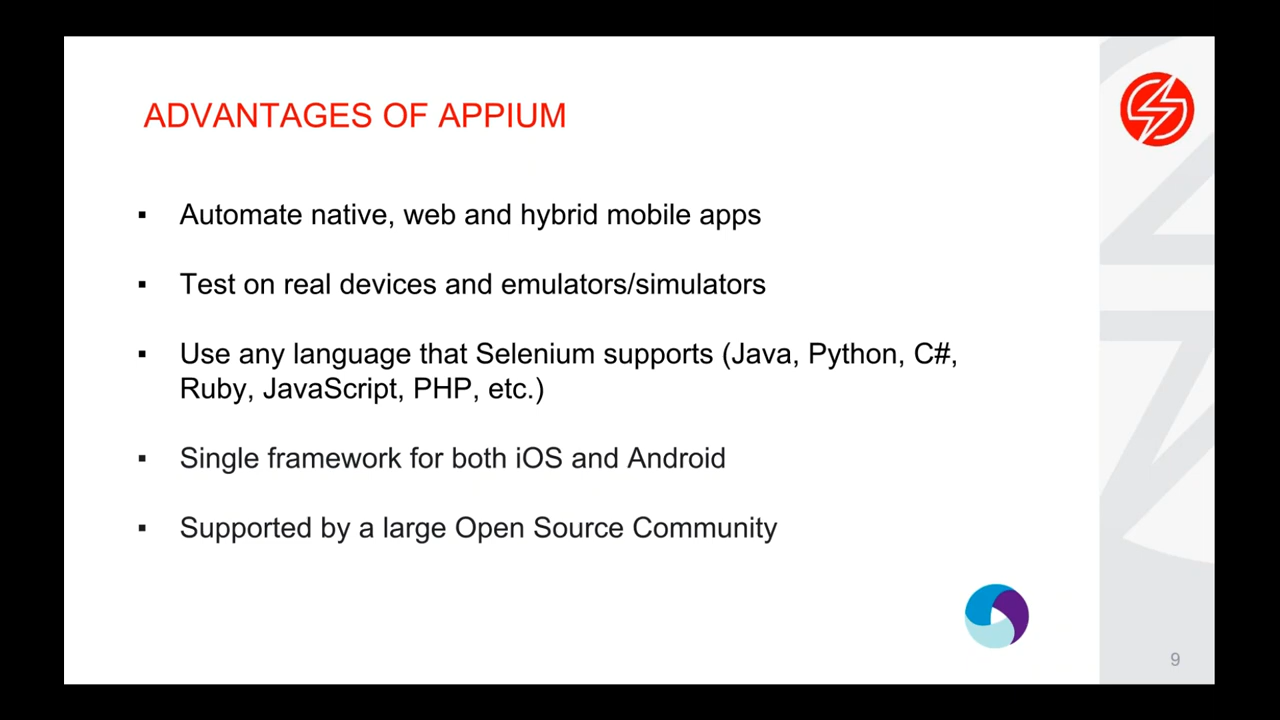 ADVANTAGES OF APPIUM
▪ Automate native, web and hybrid mobile apps
▪ Test on real devices and emulators/simulators
▪ Use any language that Selenium supports (Java, Python, C#,
Ruby, JavaScript, PHP, etc.)
▪ Single framework for both iOS and Android
▪ Supported by a large Open Source Community
9